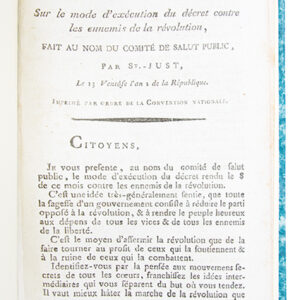 Sur le mode d'exécution du décret contre
les ennemis de la révolution,
FAIT AU NOM DU COMITÉ DE SALUT PUBLIC,
PAR St.-JUST,
Le 13 Ventôse l'an 2 de la République.
IMPRIMÉ PAR ORDRE DE LA CONVENTION NATIONALE.
CITOYENS,
JE vous présente, au nom du comité de salut
public, le mode d'exécution du décret rendu le 8
de ce mois contre les ennemis de la révolution.
C'est une idée très-généralement sentie, que toute
la sagesse d'un gouvernement consiste à réduire le parti
opposé à la révolution, & à rendre le peuple heureux
aux dépens de tous les vices & de tous les ennemis
de la liberté.
C'est le moyen d'affermir la révolution que de la
faire tourner au profit de ceux qui la soutiennent &
à la ruine de ceux qui la combattent.
Identifiez-vous par la pensée aux mouvemens se-
crets de tous les cœurs, franchissez les idées inter-
médiaires qui vous séparent du but où vous tendez.
Il vaut mieux hâter la marche de la révolution que